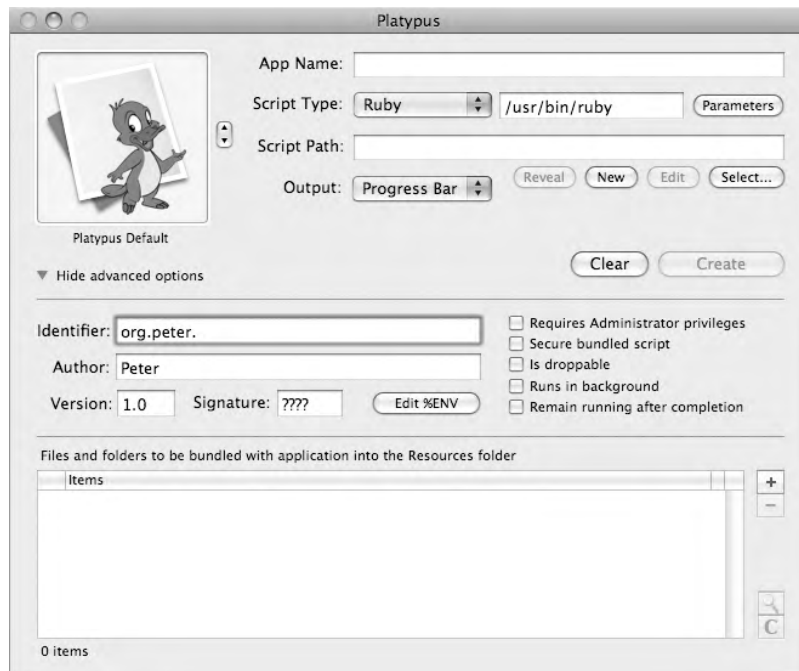 Platypus
App Name:
Script Type: Ruby /usr/bin/ruby Parameters
Script Path:
Output: Progress Bar Reveal New Edit Select...
Platypus Default
Hide advanced options
Clear Create
Identifier: org.peter.
Author: Peter
Version: 1.0 Signature: ???? Edit %ENV
Requires Administrator privileges
Secure bundled script
Is droppable
Runs in background
Remain running after completion
Files and folders to be bundled with application into the Resources folder
Items
+
-
C
0 items